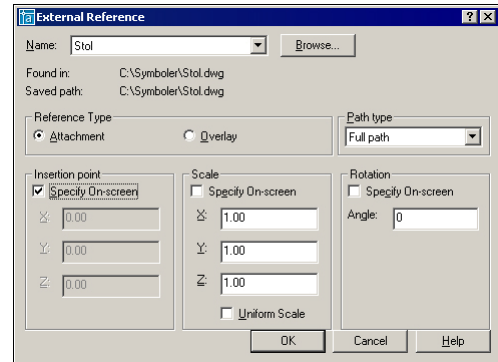 External Reference
Name: Stol Browse...
Found in: C:\Symboler\Stol.dwg
Saved path: C:\Symboler\Stol.dwg
Reference Type
Attachment Overlay
Path type
Full path
Insertion point
Specify On-screen
X: 0.00
Y: 0.00
Z: 0.00
Scale
Specify On-screen
X: 1.00
Y: 1.00
Z: 1.00
Uniform Scale
Rotation
Specify On-screen
Angle: 0
OK Cancel Help